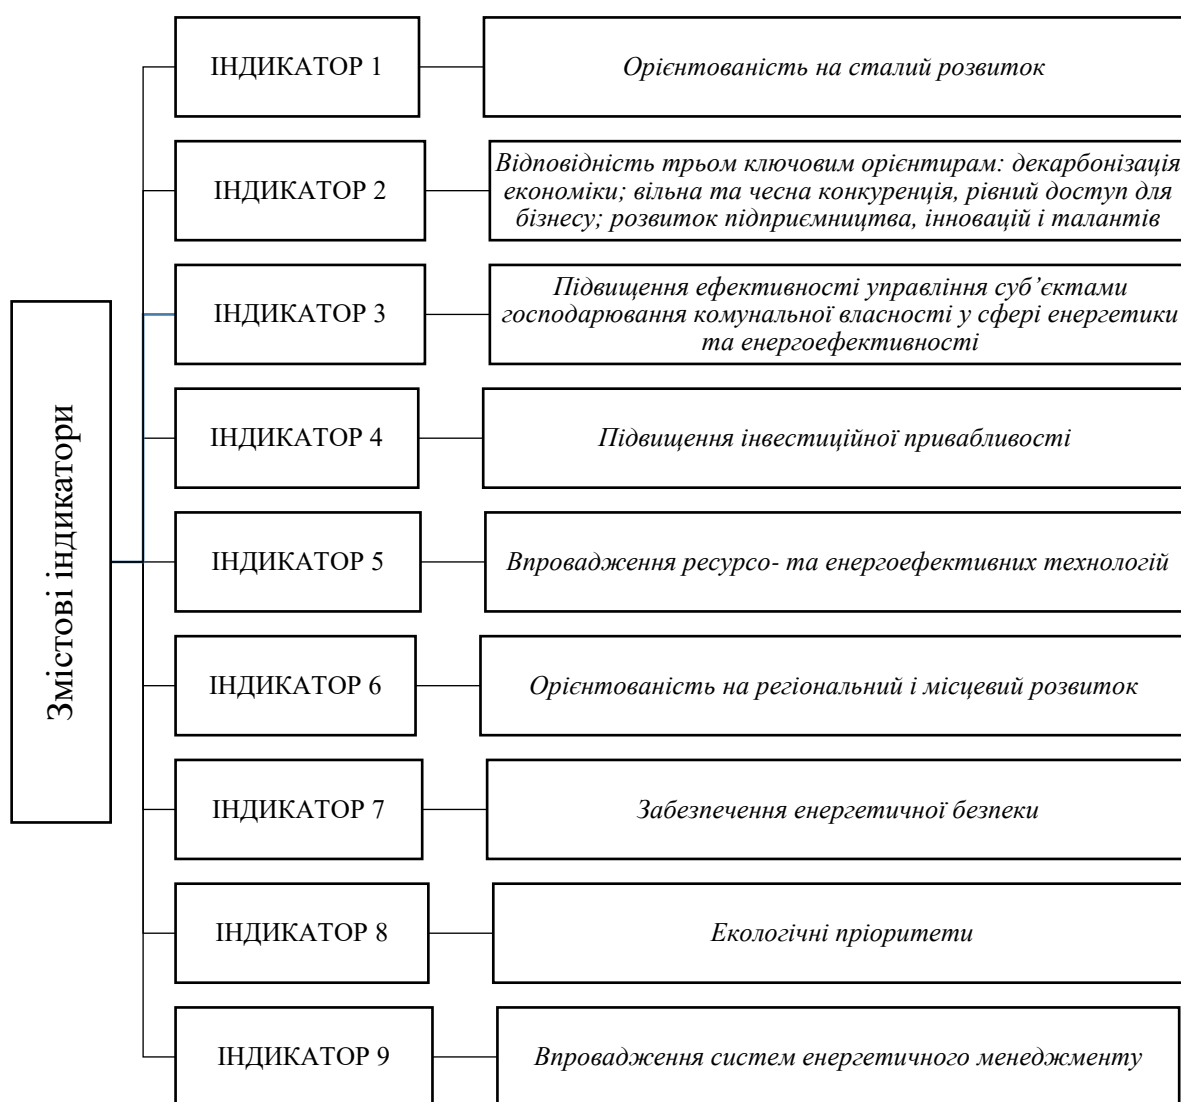 Змістові індикатори
ІНДИКАТОР 1
Орієнтованість на сталий розвиток
ІНДИКАТОР 2
Відповідність трьом ключовим орієнтирам: декарбонізація
економіки; вільна та чесна конкуренція, рівний доступ для
бізнесу; розвиток підприємництва, інновацій і талантів
ІНДИКАТОР 3
Підвищення ефективності управління суб’єктами
господарювання комунальної власності у сфері енергетики
та енергоефективності
ІНДИКАТОР 4
Підвищення інвестиційної привабливості
ІНДИКАТОР 5
Впровадження ресурсо- та енергоефективних технологій
ІНДИКАТОР 6
Орієнтованість на регіональний і місцевий розвиток
ІНДИКАТОР 7
Забезпечення енергетичної безпеки
ІНДИКАТОР 8
Екологічні пріоритети
ІНДИКАТОР 9
Впровадження систем енергетичного менеджменту